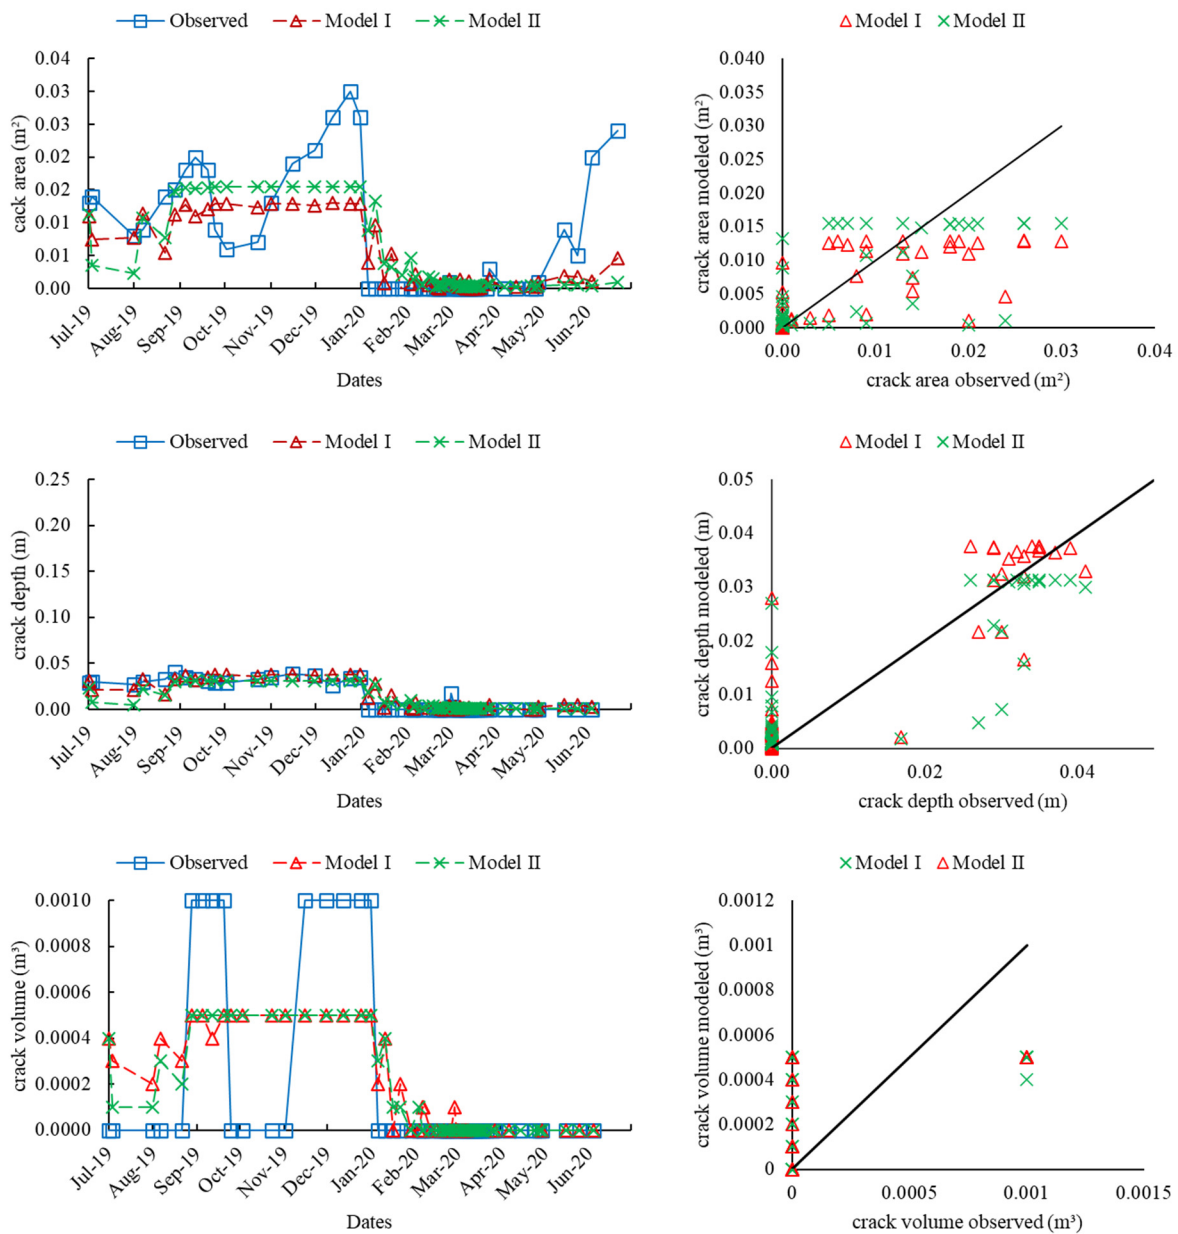 Observed Model I Model II
cack area (m²)
0.04
0.03
0.03
0.02
0.02
0.01
0.01
0.00
Jul-19 Aug-19 Sep-19 Oct-19 Nov-19 Dec-19 Jan-20 Feb-20 Mar-20 Apr-20 May-20 Jun-20
Dates
Model I Model II
crack area modeled (m²)
0.040
0.035
0.030
0.025
0.020
0.015
0.010
0.005
0.000
0.00 0.01 0.02 0.03 0.04
crack area observed (m²)
Observed Model I Model II
crack depth (m)
0.25
0.20
0.15
0.10
0.05
0.00
Jul-19 Aug-19 Sep-19 Oct-19 Nov-19 Dec-19 Jan-20 Feb-20 Mar-20 Apr-20 May-20 Jun-20
Dates
Model I Model II
crack depth modeled (m)
0.05
0.04
0.03
0.02
0.01
0.00
0.00 0.02 0.04
crack depth observed (m)
Observed Model I Model II
crack volume (m³)
0.0010
0.0008
0.0006
0.0004
0.0002
0.0000
Jul-19 Aug-19 Sep-19 Oct-19 Nov-19 Dec-19 Jan-20 Feb-20 Mar-20 Apr-20 May-20 Jun-20
Dates
Model I Model II
crack volume modeled (m³)
0.0012
0.001
0.0008
0.0006
0.0004
0.0002
0
0 0.0005 0.001 0.0015
crack volume observed (m³)